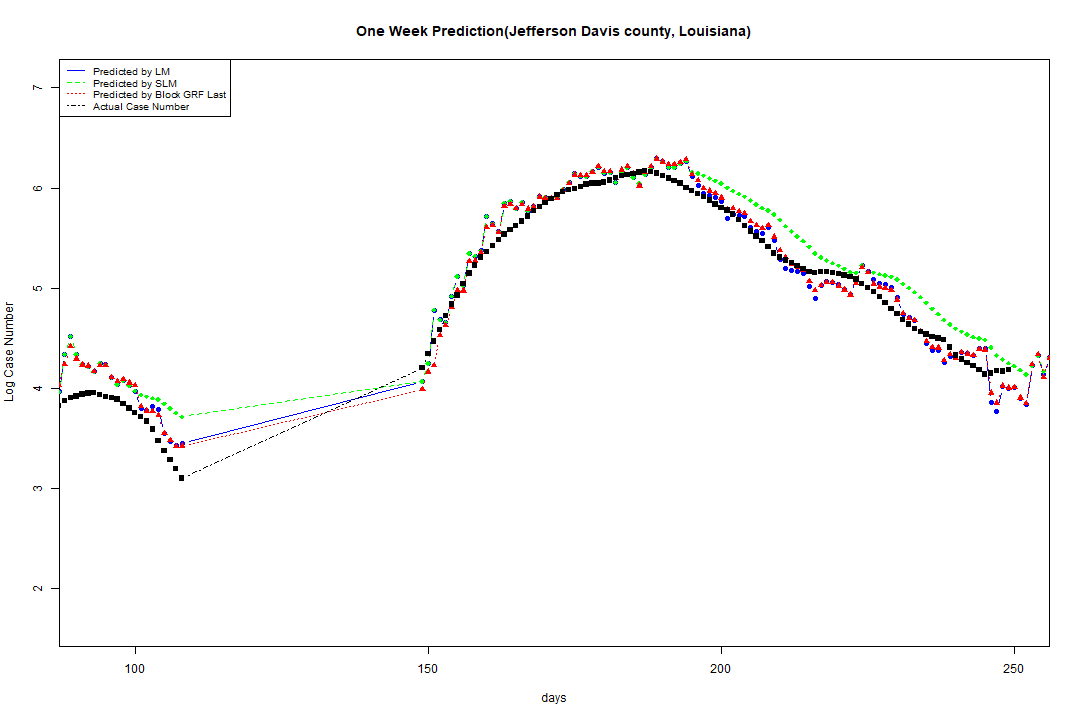 One Week Prediction(Jefferson Davis county, Louisiana)
Predicted by LM
Predicted by SLM
Predicted by Block GRF Last
Actual Case Number
7
6
5
4
3
2
Log Case Number
100
150
200
250
days